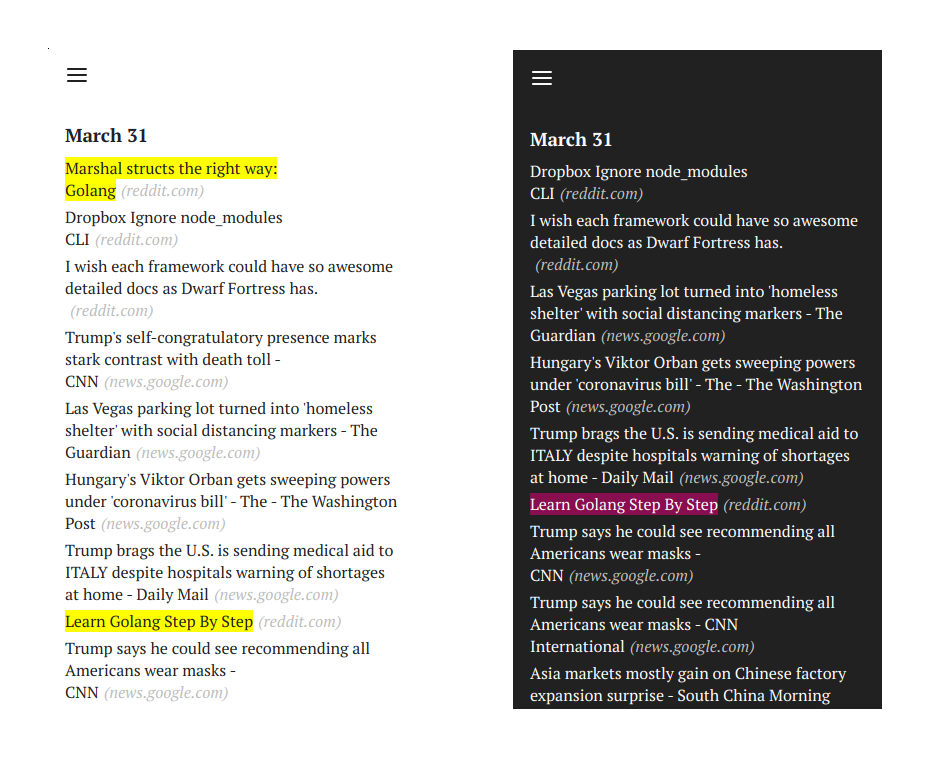 March 31
Marshal structs the right way:
Golang (reddit.com)
Dropbox Ignore node_modules
CLI (reddit.com)
I wish each framework could have so awesome
detailed docs as Dwarf Fortress has.
(reddit.com)
Trump's self-congratulatory presence marks
stark contrast with death toll -
CNN (news.google.com)
Las Vegas parking lot turned into 'homeless
shelter' with social distancing markers - The
Guardian (news.google.com)
Hungary's Viktor Orban gets sweeping powers
under 'coronavirus bill' - The - The Washington
Post (news.google.com)
Trump brags the U.S. is sending medical aid to
ITALY despite hospitals warning of shortages
at home - Daily Mail (news.google.com)
Learn Golang Step By Step (reddit.com)
Trump says he could see recommending all
Americans wear masks -
CNN (news.google.com)
March 31
Dropbox Ignore node_modules
CLI (reddit.com)
I wish each framework could have so awesome
detailed docs as Dwarf Fortress has.
(reddit.com)
Las Vegas parking lot turned into 'homeless
shelter' with social distancing markers - The
Guardian (news.google.com)
Hungary's Viktor Orban gets sweeping powers
under 'coronavirus bill' - The - The Washington
Post (news.google.com)
Trump brags the U.S. is sending medical aid to
ITALY despite hospitals warning of shortages
at home - Daily Mail (news.google.com)
Learn Golang Step By Step (reddit.com)
Trump says he could see recommending all
Americans wear masks -
CNN (news.google.com)
Trump says he could see recommending all
Americans wear masks - CNN
International (news.google.com)
Asia markets mostly gain on Chinese factory
expansion surprise - South China Morning